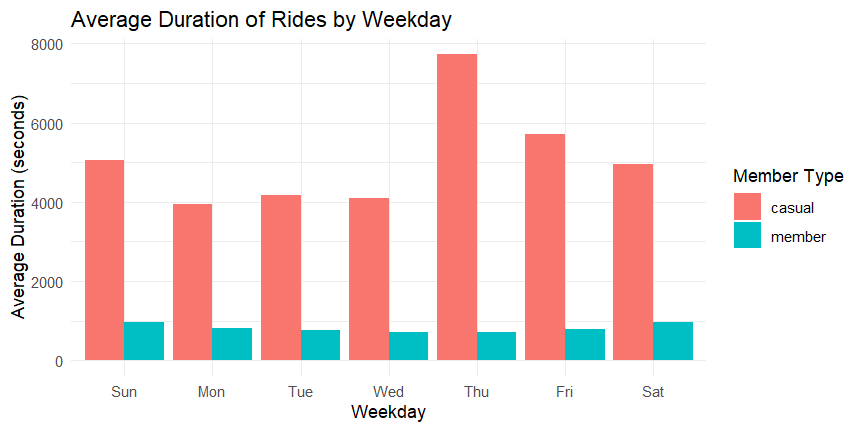 Average Duration of Rides by Weekday
Average Duration (seconds)
8000
6000
4000
2000
0
Sun Mon Tue Wed Thu Fri Sat
Weekday
Member Type
casual
member